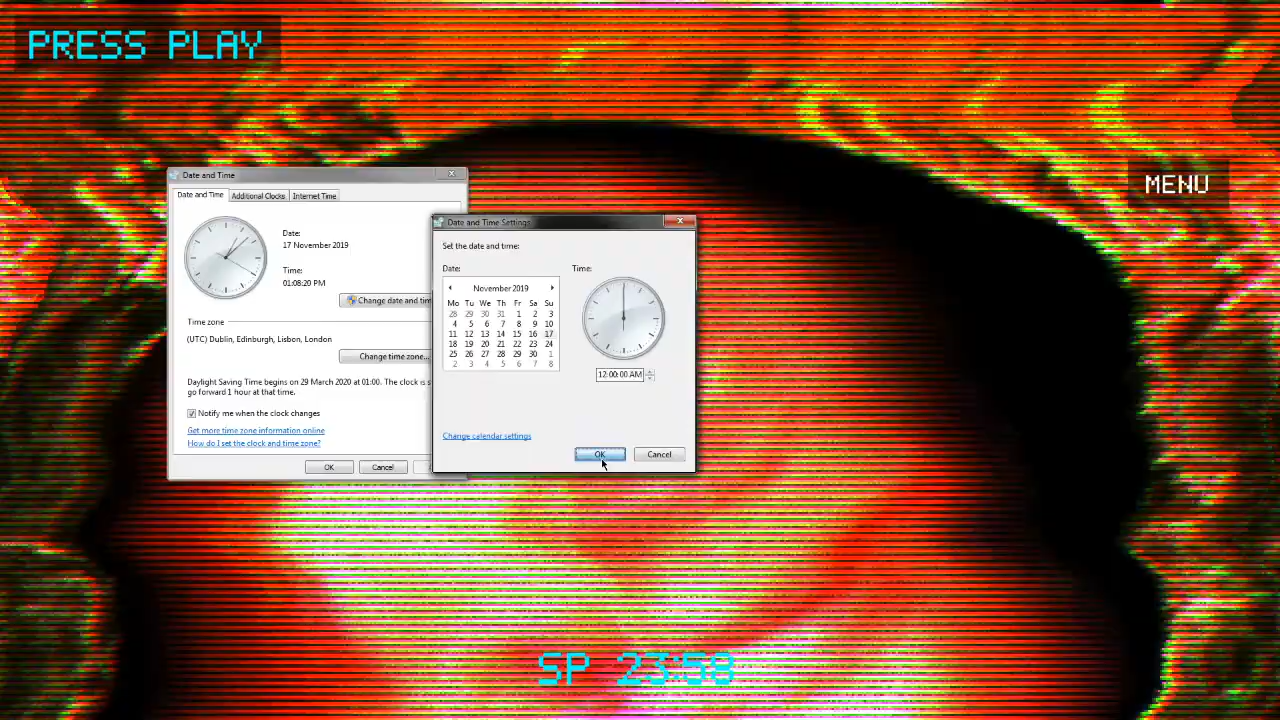 PRESS PLAY
MENU
Date and Time
Date and Time
Additional Clocks
Internet Time
Date:
17 November 2019
Time:
01:08:20 PM
Change date and tim
Time zone
(UTC) Dublin, Edinburgh, Lisbon, London
Change time zone...
Daylight Saving Time begins on 29 March 2020 at 01:00. The clock is s
go forward 1 hour at that time.
Notify me when the clock changes
Get more time zone information online
How do I set the clock and time zone?
OK
Cancel
Date and Time Settings
Set the date and time:
Date:
Time:
November 2019
Mo Tu We Th Fr Sa Su
28 29 30 31 1 2 3
4 5 6 7 8 9 10
11 12 13 14 15 16 17
18 19 20 21 22 23 24
25 26 27 28 29 30 1
2 3 4 5 6 7 8
12:00:00 AM
Change calendar settings
OK
Cancel
SP 23:58